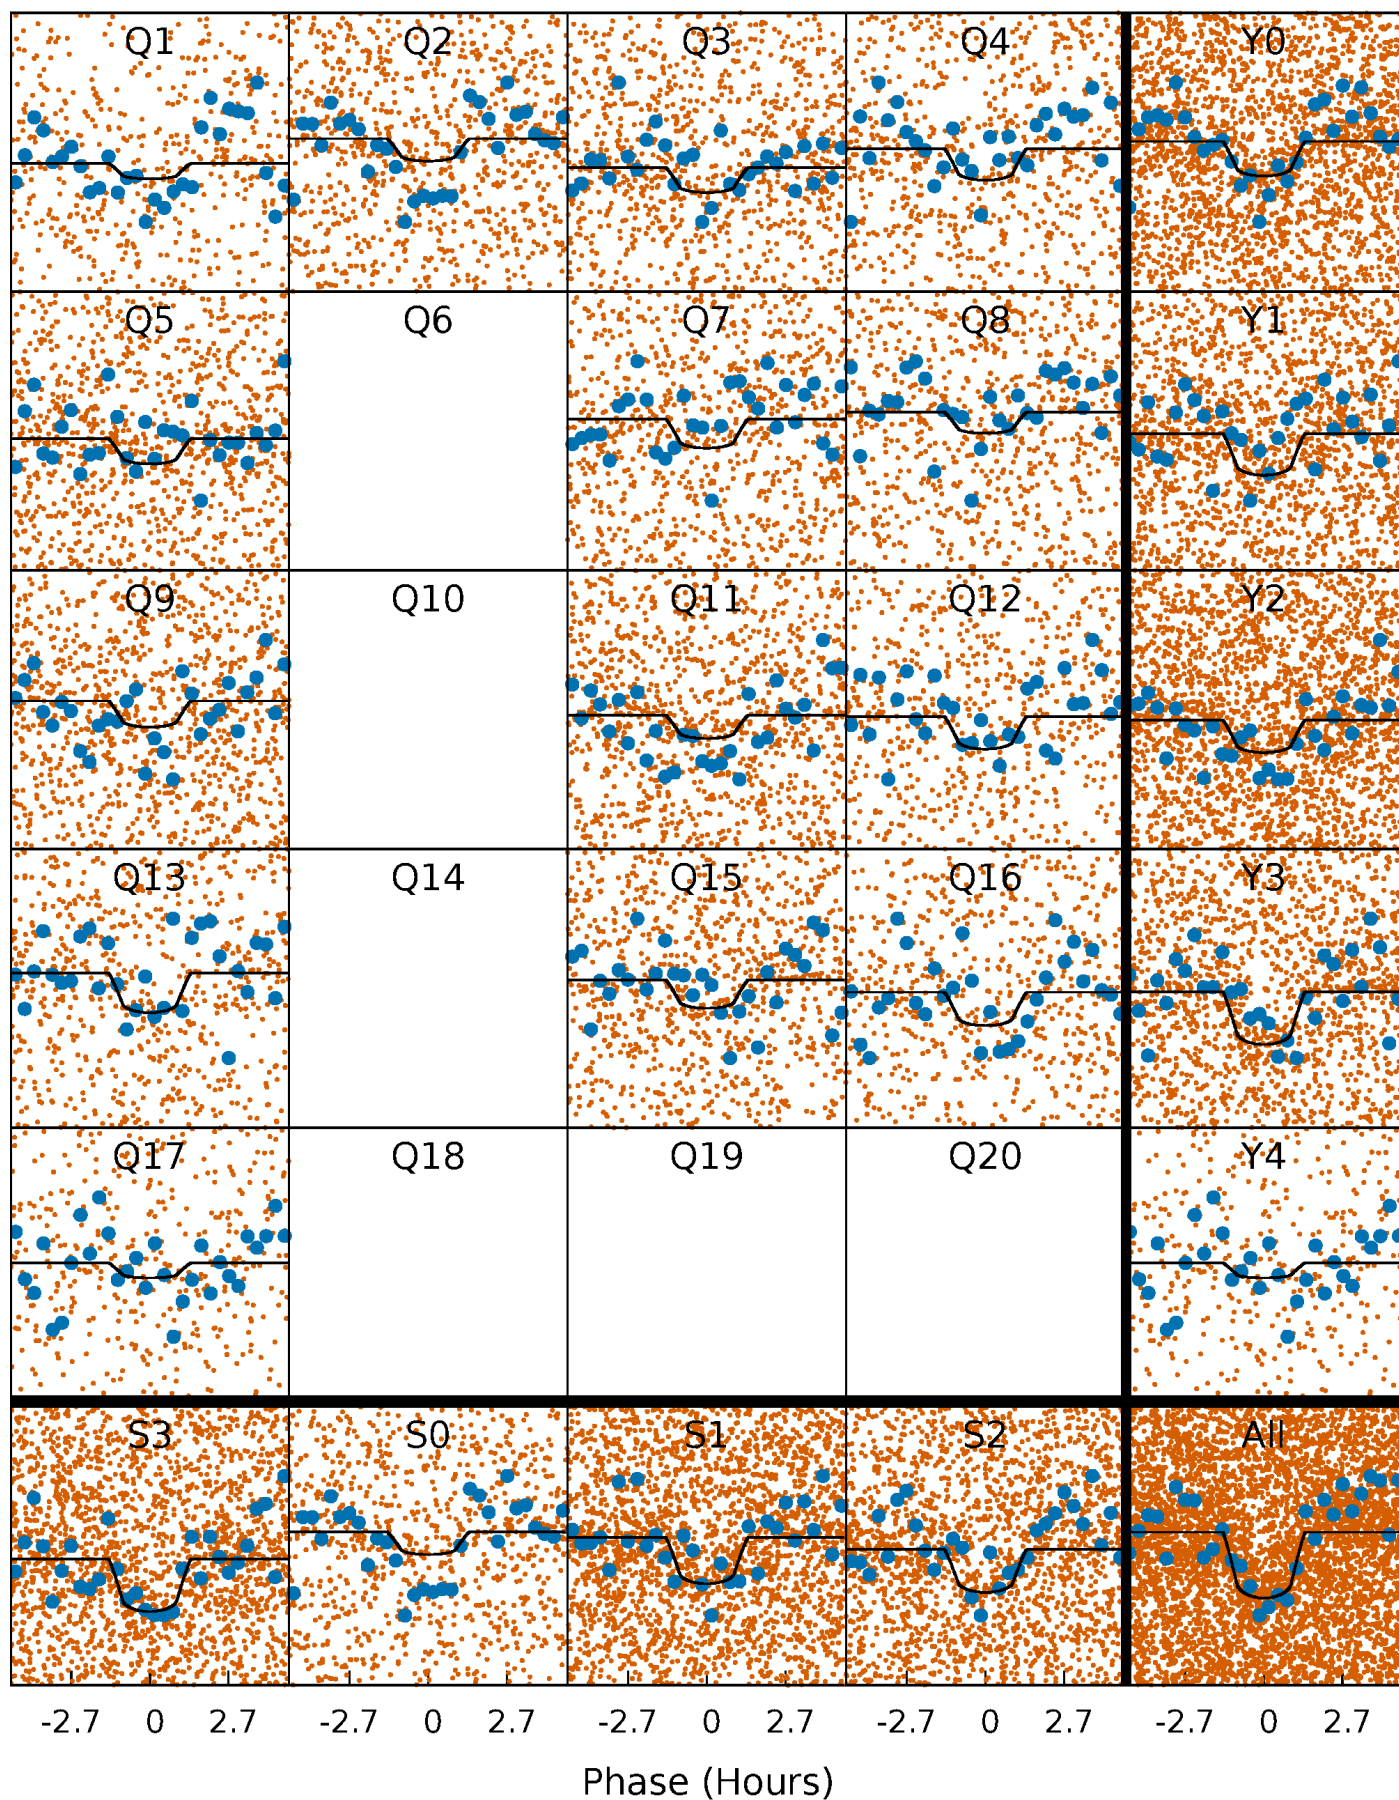 Q1 Q2 Q3 Q4 Y0
Q5 Q6 Q7 Q8 Y1
Q9 Q10 Q11 Q12 Y2
Q13 Q14 Q15 Q16 Y3
Q17 Q18 Q19 Q20 Y4
S3 S0 S1 S2 All
-2.7 0 2.7 -2.7 0 2.7 -2.7 0 2.7 -2.7 0 2.7 -2.7 0 2.7
Phase (Hours)